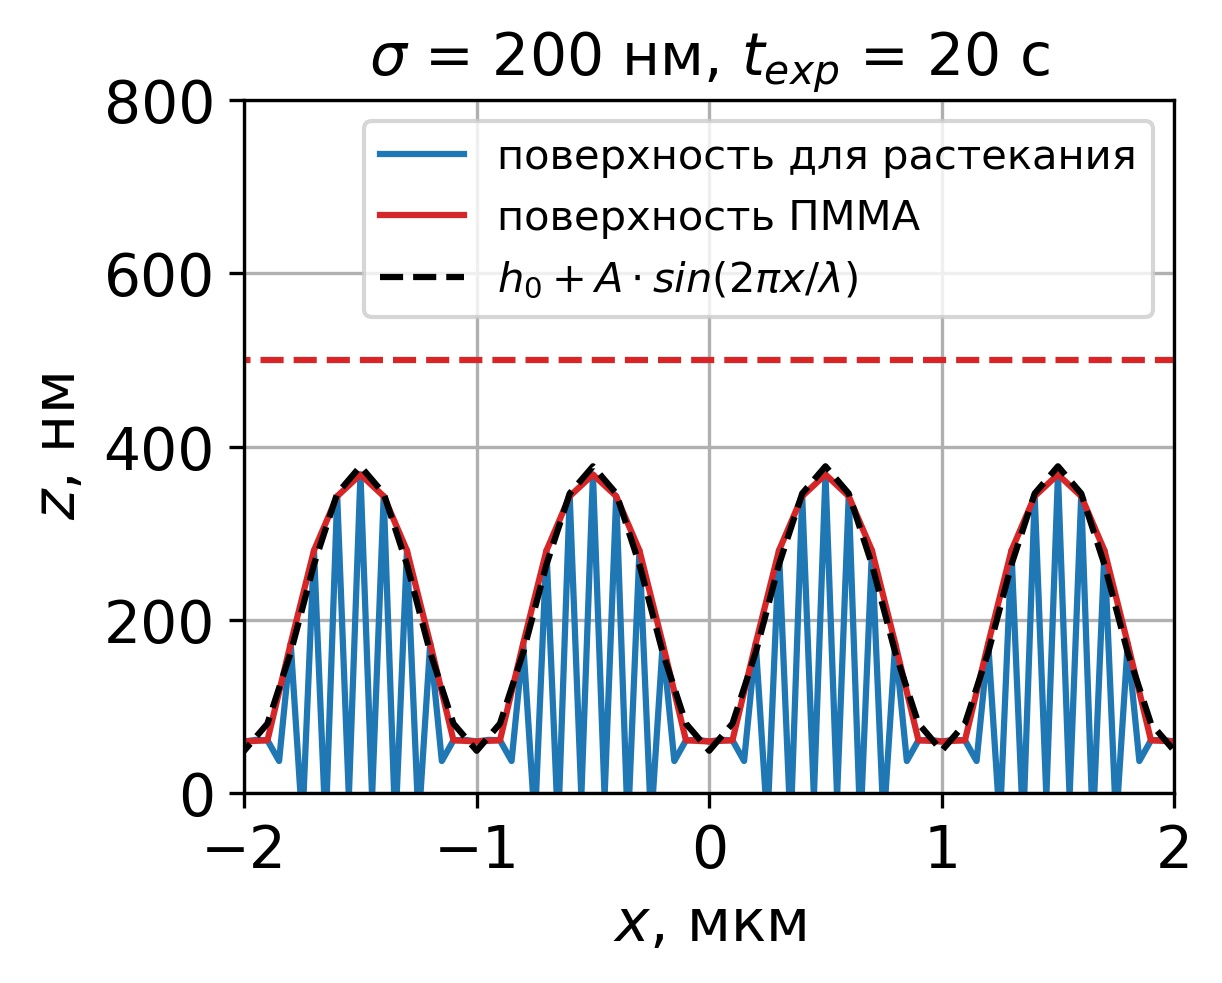 σ = 200 нм, t_exp = 20 с
800
600
400
200
0
z, нм
поверхность для растекания
поверхность ПММА
h₀ + A · sin(2πx/λ)
−2
−1
0
1
2
x, мкм